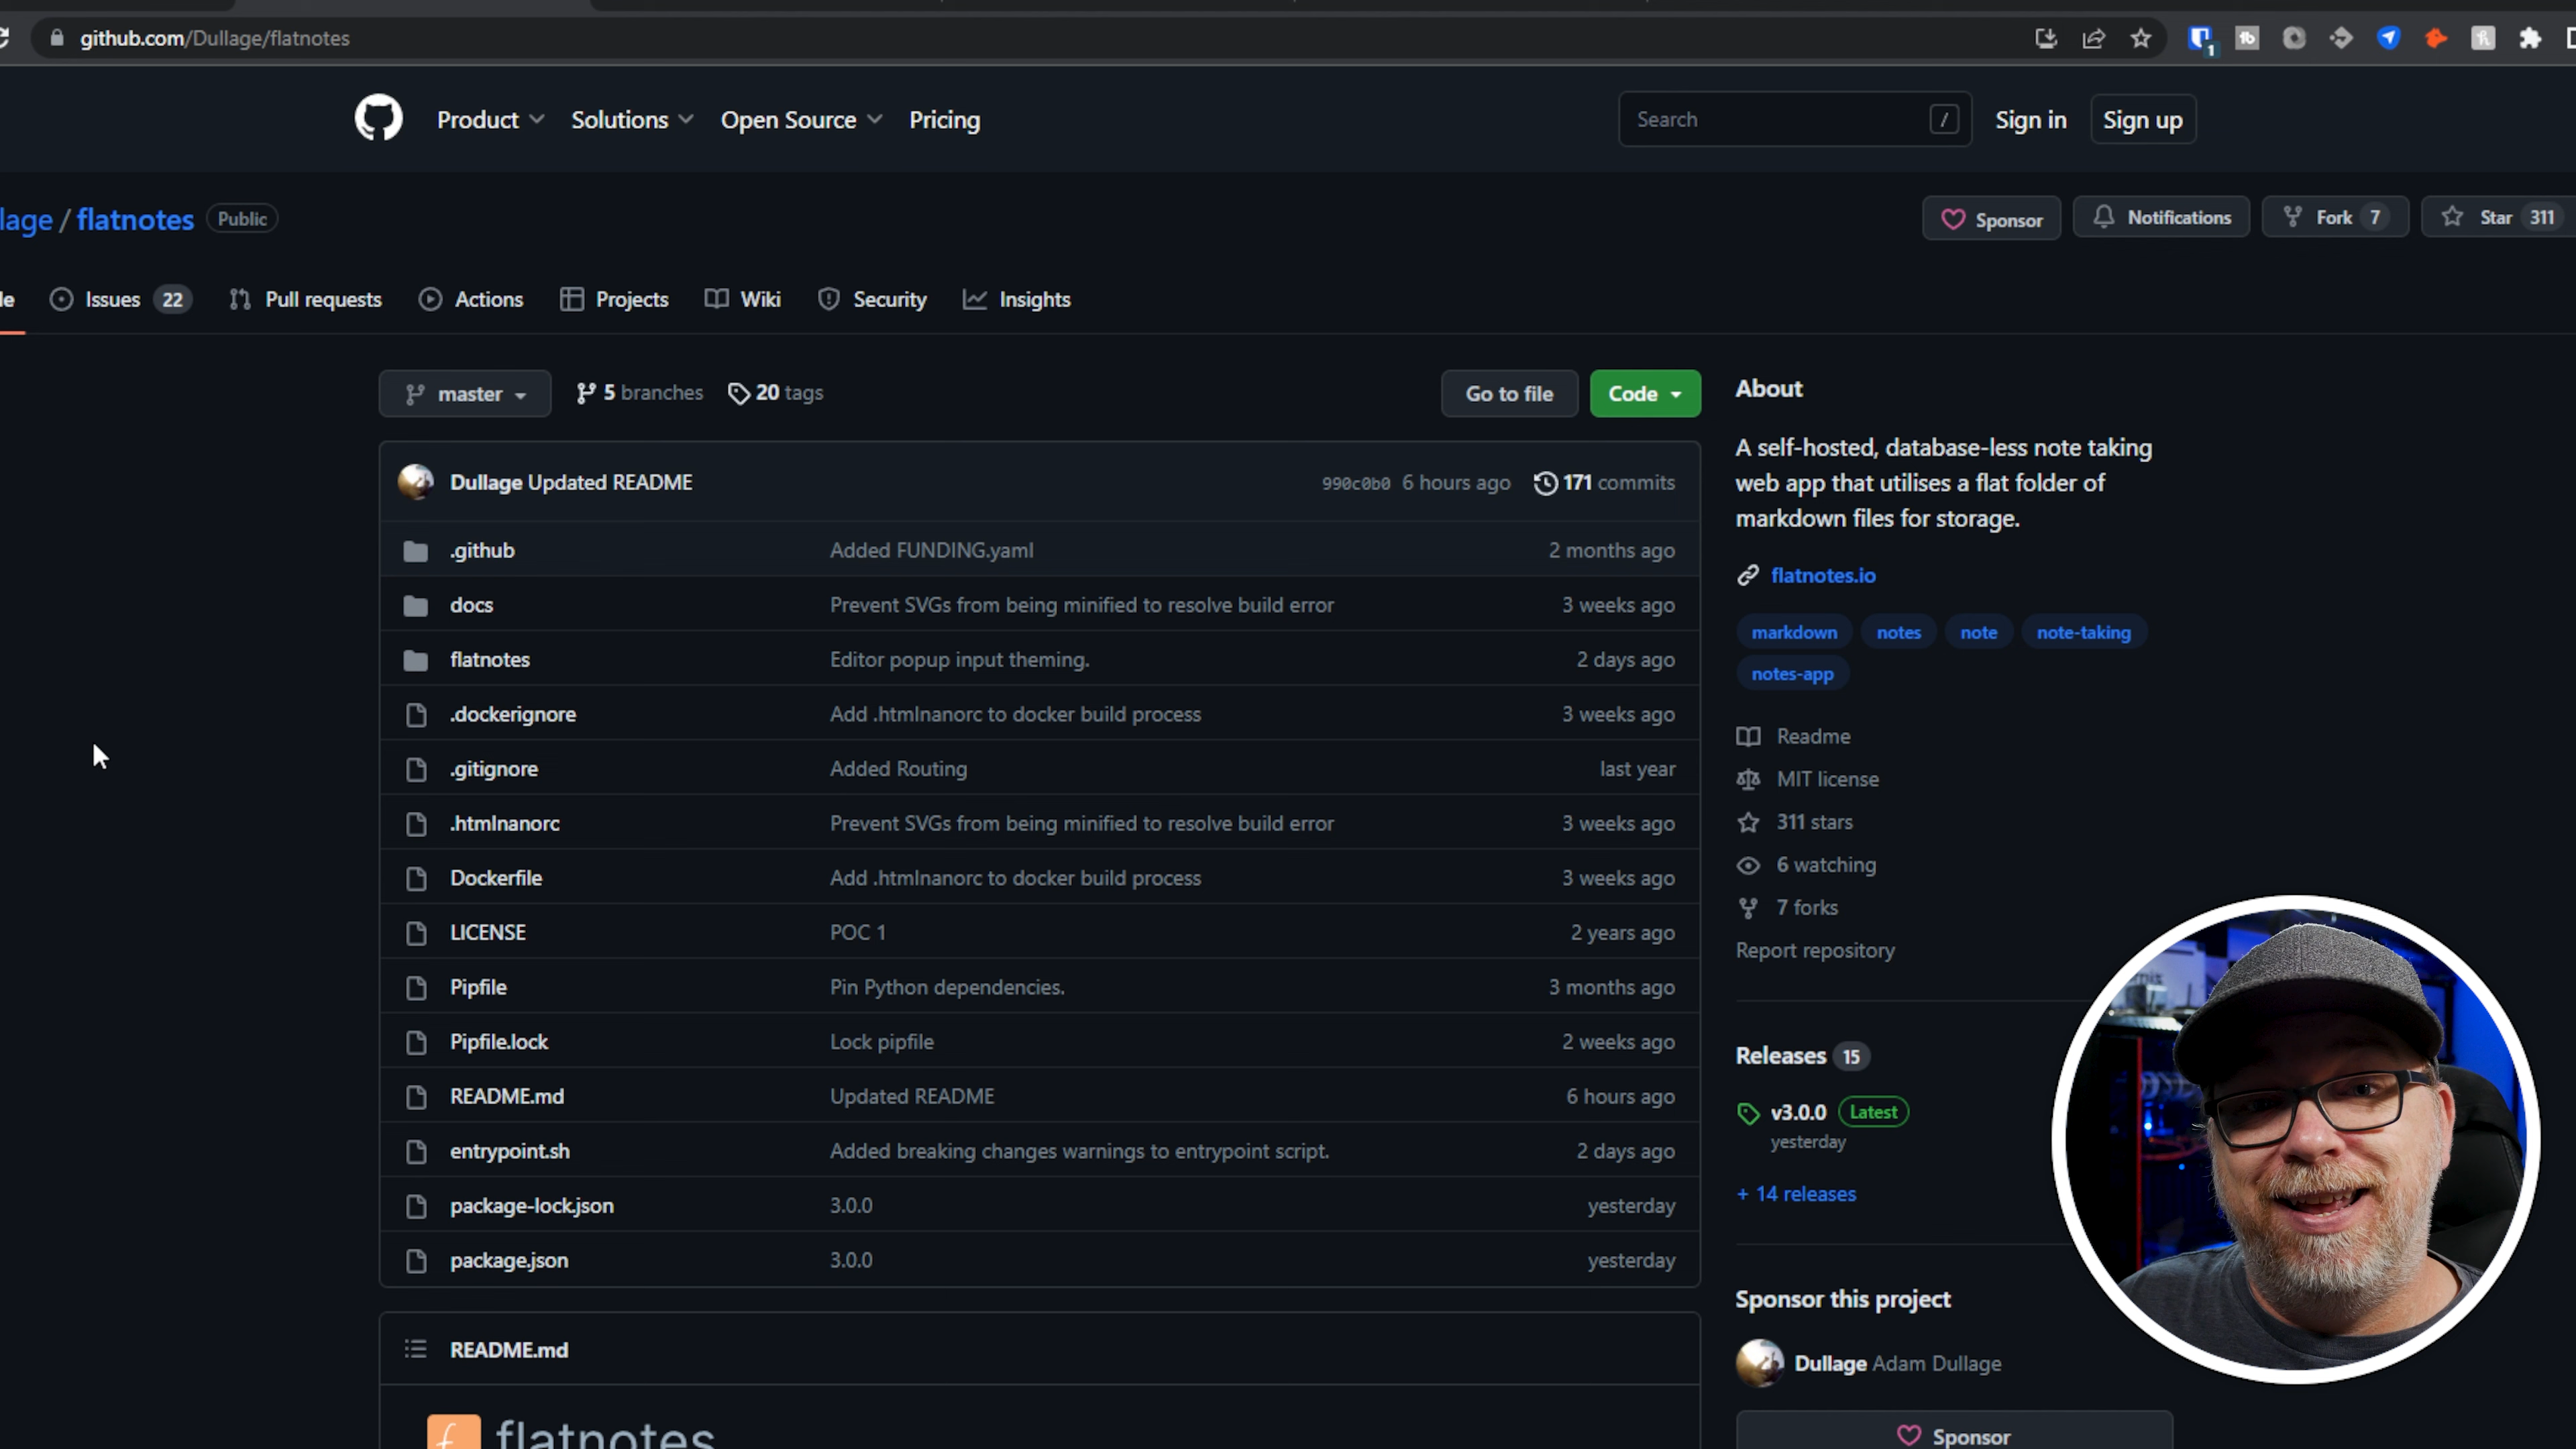 github.com/Dullage/flatnotes
1
Product
Solutions
Open Source
Pricing
Search
/
Sign in
Sign up
lage / flatnotes
Public
Sponsor
Notifications
Fork 7
Star 311
le
Issues 22
Pull requests
Actions
Projects
Wiki
Security
Insights
master
5 branches
20 tags
Go to file
Code
Dullage Updated README
990c0b0 6 hours ago
171 commits
.github Added FUNDING.yaml 2 months ago
docs Prevent SVGs from being minified to resolve build error 3 weeks ago
flatnotes Editor popup input theming. 2 days ago
.dockerignore Add .htmlnanorc to docker build process 3 weeks ago
.gitignore Added Routing last year
.htmlnanorc Prevent SVGs from being minified to resolve build error 3 weeks ago
Dockerfile Add .htmlnanorc to docker build process 3 weeks ago
LICENSE POC 1 2 years ago
Pipfile Pin Python dependencies. 3 months ago
Pipfile.lock Lock pipfile 2 weeks ago
README.md Updated README 6 hours ago
entrypoint.sh Added breaking changes warnings to entrypoint script. 2 days ago
package-lock.json 3.0.0 yesterday
package.json 3.0.0 yesterday
README.md
flatnotes
About
A self-hosted, database-less note taking
web app that utilises a flat folder of
markdown files for storage.
flatnotes.io
markdown notes note note-taking
notes-app
Readme
MIT license
311 stars
6 watching
7 forks
Report repository
Releases 15
v3.0.0 Latest
yesterday
+ 14 releases
Sponsor this project
Dullage Adam Dullage
Sponsor